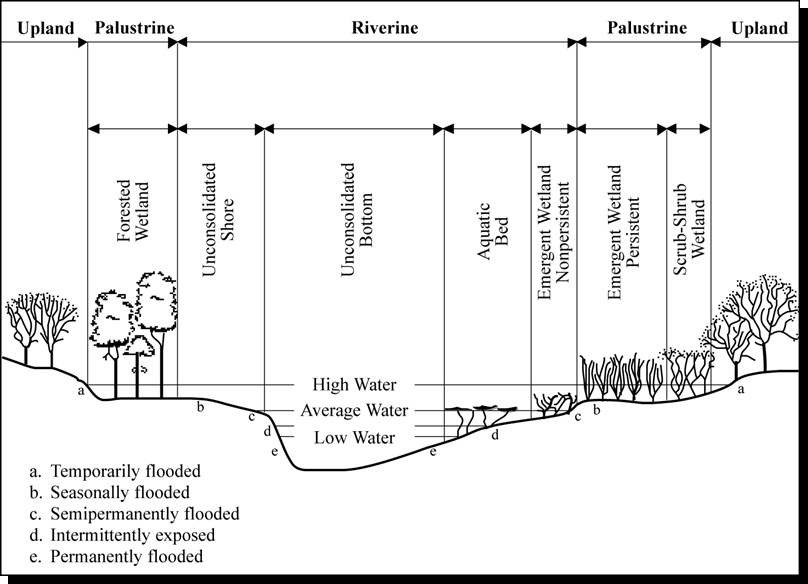 Upland
Palustrine
Riverine
Palustrine
Upland
Forested
Wetland
Unconsolidated
Shore
Unconsolidated
Bottom
Aquatic
Bed
Emergent Wetland
Nonpersistent
Emergent Wetland
Persistent
Scrub-Shrub
Wetland
High Water
Average Water
Low Water
a
b
c
d
e
e
d
c
b
a
a. Temporarily flooded
b. Seasonally flooded
c. Semipermanently flooded
d. Intermittently exposed
e. Permanently flooded